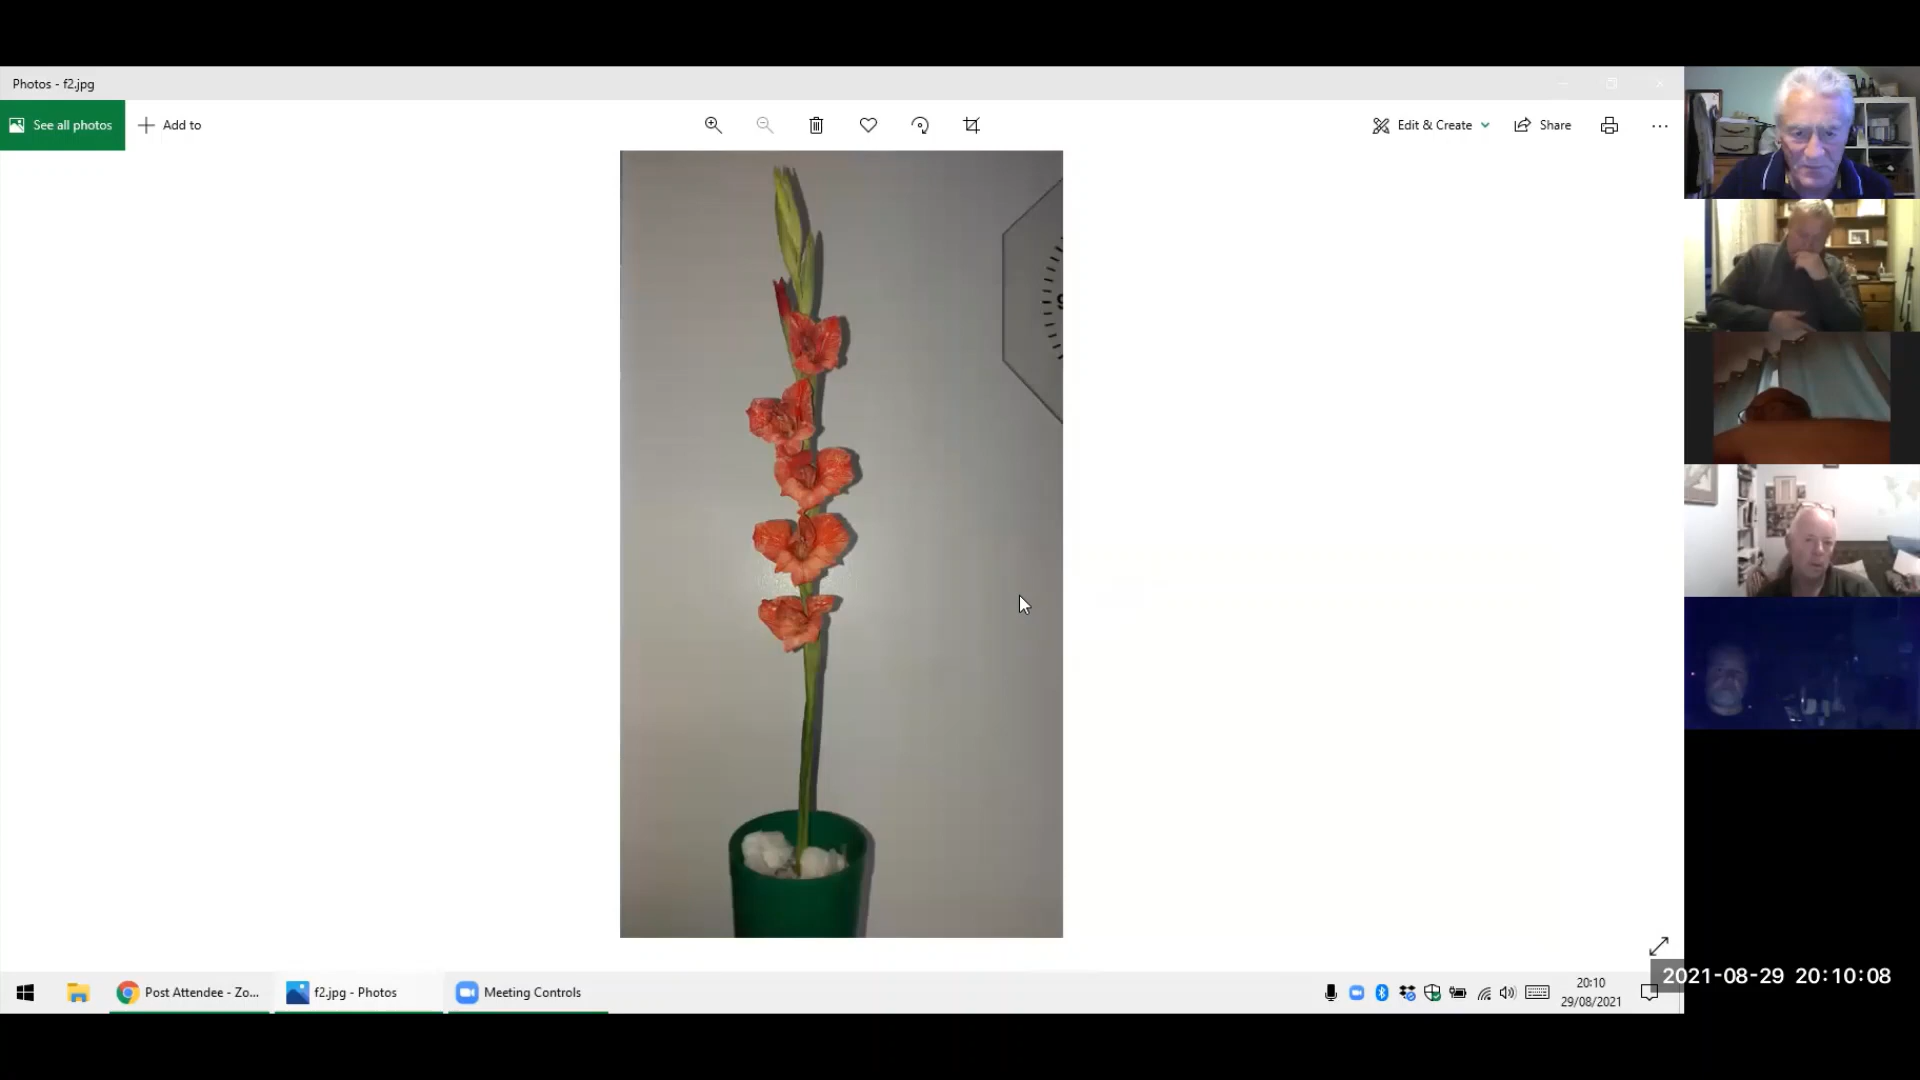 Photos - f2.jpg
See all photos
Add to
Edit & Create
Share
Post Attendee - Zo...
f2.jpg - Photos
Meeting Controls
20:10
29/08/2021
2021-08-29 20:10:08